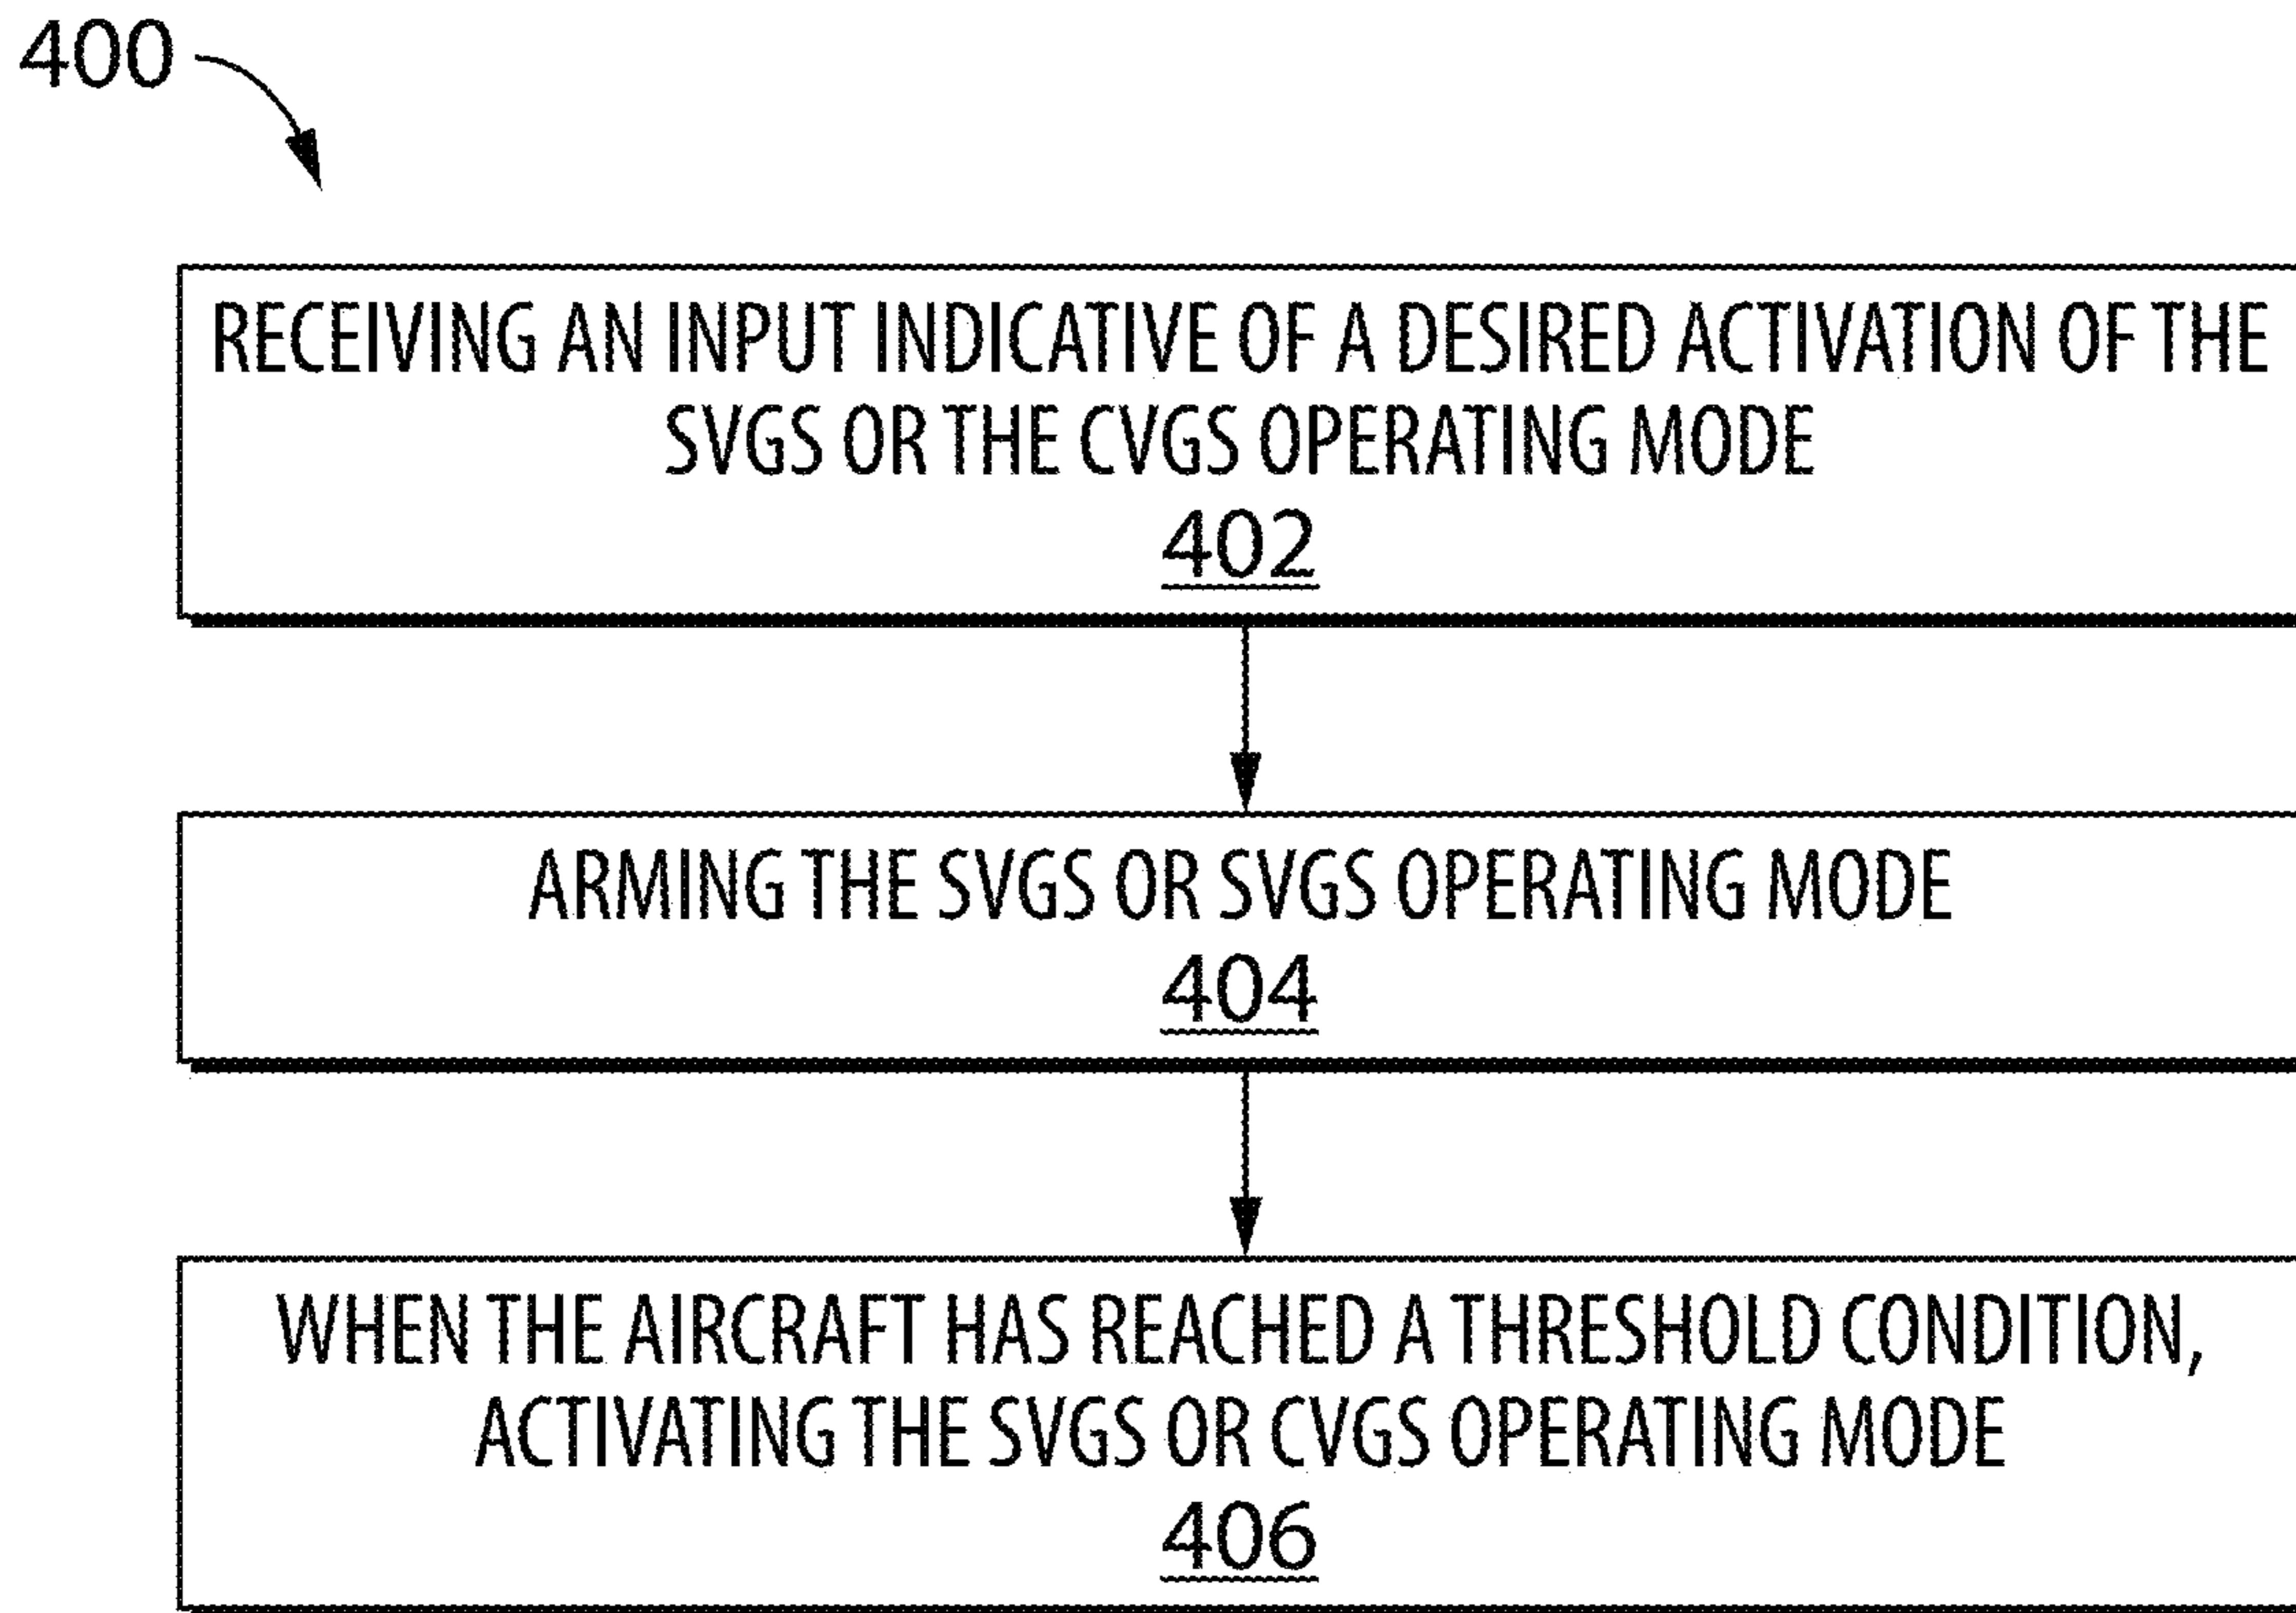 400
RECEIVING AN INPUT INDICATIVE OF A DESIRED ACTIVATION OF THE
SVGS OR THE CVGS OPERATING MODE
402
ARMING THE SVGS OR SVGS OPERATING MODE
404
WHEN THE AIRCRAFT HAS REACHED A THRESHOLD CONDITION,
ACTIVATING THE SVGS OR CVGS OPERATING MODE
406